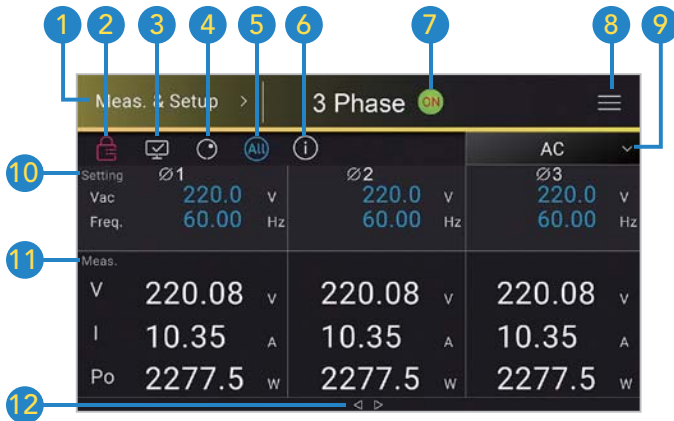 1 2 3 4 5 6 7 8 9
Meas. & Setup > 3 Phase ON
All i AC
10 Setting Ø1 Ø2 Ø3
Vac 220.0 V 220.0 V 220.0 V
Freq. 60.00 Hz 60.00 Hz 60.00 Hz
11 Meas.
V 220.08 V 220.08 V 220.08 V
I 10.35 A 10.35 A 10.35 A
Po 2277.5 W 2277.5 W 2277.5 W
12